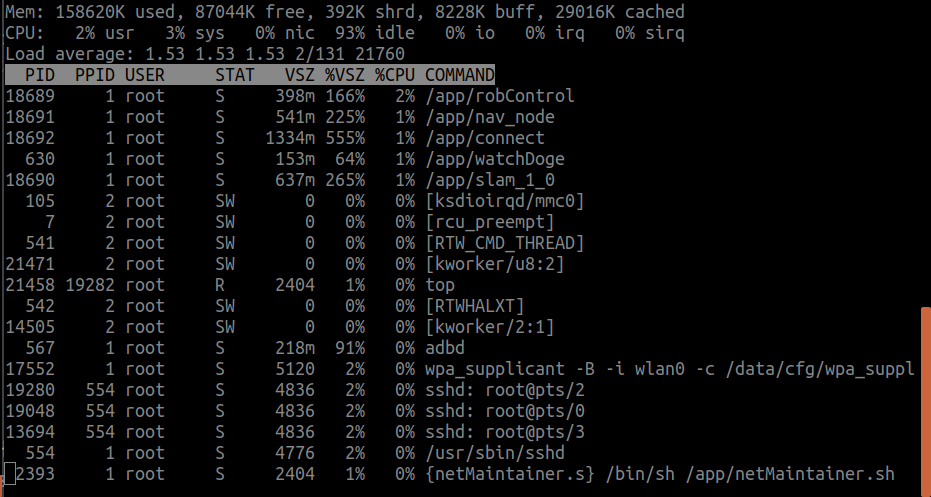 Mem: 158620K used, 87044K free, 392K shrd, 8228K buff, 29016K cached
CPU:   2% usr   3% sys   0% nic  93% idle   0% io   0% irq   0% sirq
Load average: 1.53 1.53 1.53 2/131 21760
  PID  PPID USER     STAT   VSZ %VSZ %CPU COMMAND
18689     1 root     S     398m 166%   2% /app/robControl
18691     1 root     S     541m 225%   1% /app/nav_node
18692     1 root     S    1334m 555%   1% /app/connect
  630     1 root     S     153m  64%   1% /app/watchDoge
18690     1 root     S     637m 265%   1% /app/slam_1_0
  105     2 root     SW       0   0%   0% [ksdioirqd/mmc0]
    7     2 root     SW       0   0%   0% [rcu_preempt]
  541     2 root     SW       0   0%   0% [RTW_CMD_THREAD]
21471     2 root     SW       0   0%   0% [kworker/u8:2]
21458 19282 root     R     2404   1%   0% top
  542     2 root     SW       0   0%   0% [RTWHALXT]
14505     2 root     SW       0   0%   0% [kworker/2:1]
  567     1 root     S     218m  91%   0% adbd
17552     1 root     S     5120   2%   0% wpa_supplicant -B -i wlan0 -c /data/cfg/wpa_suppl
19280   554 root     S     4836   2%   0% sshd: root@pts/2
19048   554 root     S     4836   2%   0% sshd: root@pts/0
13694   554 root     S     4836   2%   0% sshd: root@pts/3
  554     1 root     S     4776   2%   0% /usr/sbin/sshd
 2393     1 root     S     2404   1%   0% {netMaintainer.s} /bin/sh /app/netMaintainer.sh